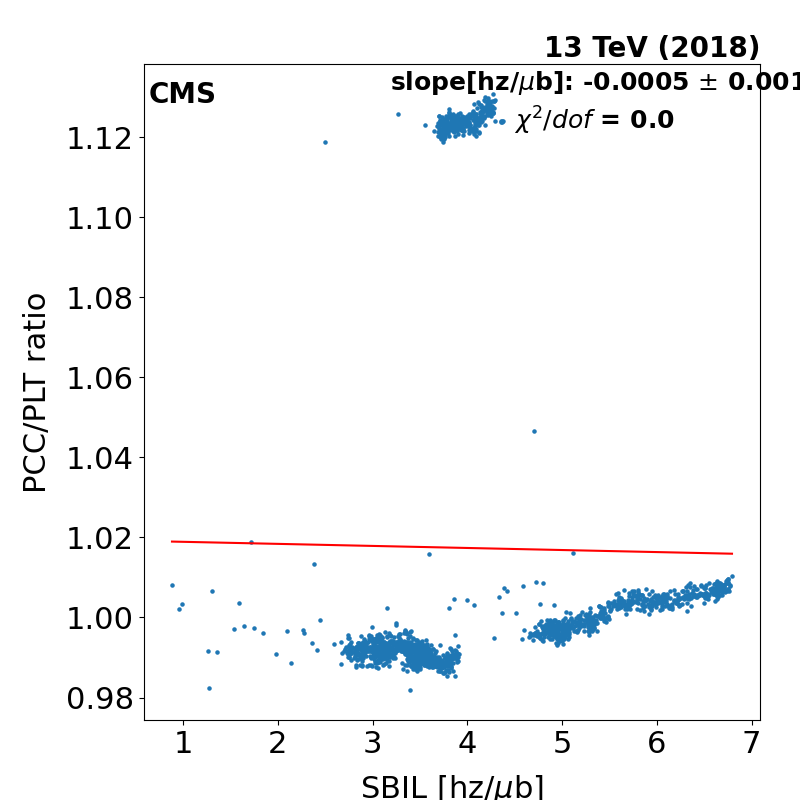 13 TeV (2018)
CMS
slope[hz/μb]: -0.0005 ± 0.001
χ²/dof = 0.0
1.12
1.10
1.08
1.06
1.04
1.02
1.00
0.98
PCC/PLT ratio
1 2 3 4 5 6 7
SBIL [hz/μb]